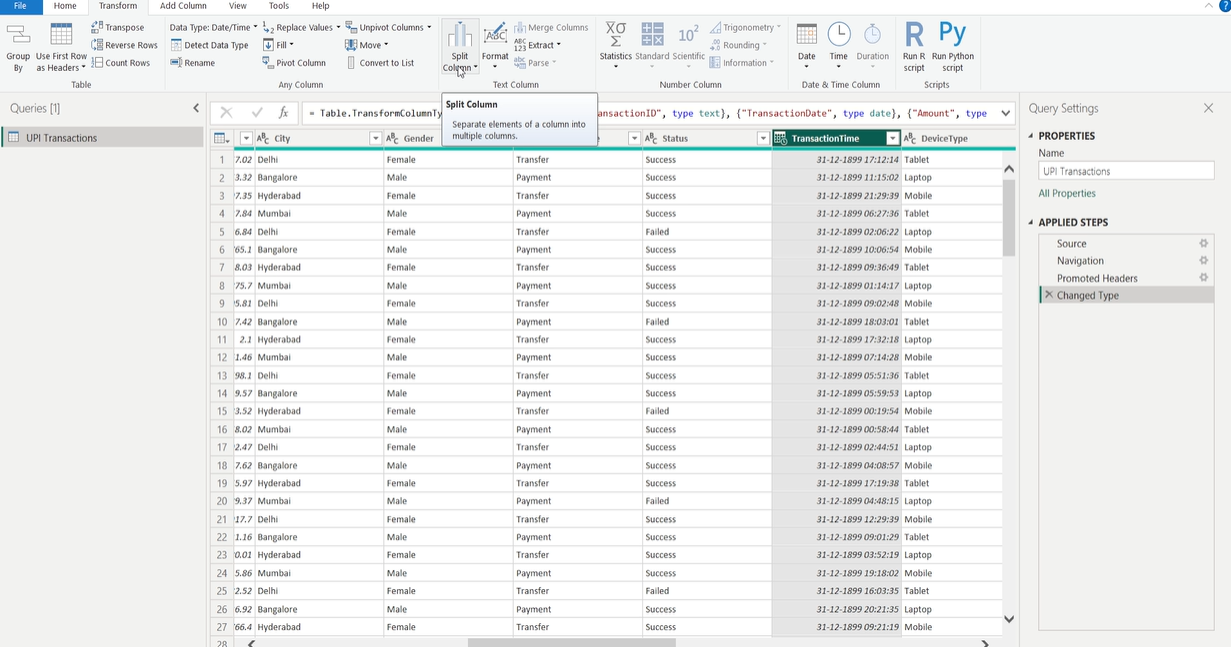 File Home Transform Add Column View Tools Help
Transpose Data Type: Date/Time Replace Values Unpivot Columns Merge Columns Trigonometry
Reverse Rows Detect Data Type Fill Move Extract Rounding
Count Rows Rename Pivot Column Convert to List Parse Information
Group By Use First Row as Headers Split Column Format Statistics Standard Scientific Date Time Duration Run R script Run Python script
Table Any Column Text Column Number Column Date & Time Column Scripts
Queries [1]
UPI Transactions
= Table.TransformColumnTy
ansactionID", type text}, {"TransactionDate", type date}, {"Amount", type
Split Column
Separate elements of a column into
multiple columns.
City Gender Status TransactionTime DeviceType
1 7.02 Delhi Female Transfer Success 31-12-1899 17:12:14 Tablet
2 3.32 Bangalore Male Payment Success 31-12-1899 11:15:02 Laptop
3 7.35 Hyderabad Female Transfer Success 31-12-1899 21:29:39 Mobile
4 7.84 Mumbai Male Payment Success 31-12-1899 06:27:36 Tablet
5 6.84 Delhi Female Transfer Failed 31-12-1899 02:06:22 Laptop
6 65.1 Bangalore Male Payment Success 31-12-1899 10:06:54 Mobile
7 8.03 Hyderabad Female Transfer Success 31-12-1899 09:36:49 Tablet
8 75.7 Mumbai Male Payment Success 31-12-1899 01:14:17 Laptop
9 5.81 Delhi Female Transfer Success 31-12-1899 09:02:48 Mobile
10 7.42 Bangalore Male Payment Failed 31-12-1899 18:03:01 Tablet
11 2.1 Hyderabad Female Transfer Success 31-12-1899 17:32:18 Laptop
12 1.46 Mumbai Male Payment Success 31-12-1899 07:14:28 Mobile
13 98.1 Delhi Female Transfer Success 31-12-1899 05:51:36 Tablet
14 9.57 Bangalore Male Payment Success 31-12-1899 05:59:53 Laptop
15 3.52 Hyderabad Female Transfer Failed 31-12-1899 00:19:54 Mobile
16 8.02 Mumbai Male Payment Success 31-12-1899 00:58:44 Tablet
17 2.47 Delhi Female Transfer Success 31-12-1899 02:44:51 Laptop
18 7.62 Bangalore Male Payment Success 31-12-1899 04:08:57 Mobile
19 5.97 Hyderabad Female Transfer Success 31-12-1899 17:19:38 Tablet
20 9.37 Mumbai Male Payment Failed 31-12-1899 04:48:15 Laptop
21 17.7 Delhi Female Transfer Success 31-12-1899 12:29:39 Mobile
22 1.16 Bangalore Male Payment Success 31-12-1899 09:01:29 Tablet
23 0.01 Hyderabad Female Transfer Success 31-12-1899 03:52:19 Laptop
24 5.86 Mumbai Male Payment Success 31-12-1899 19:18:02 Mobile
25 2.52 Delhi Female Transfer Failed 31-12-1899 16:03:35 Tablet
26 6.92 Bangalore Male Payment Success 31-12-1899 20:21:35 Laptop
27 66.4 Hyderabad Female Transfer Success 31-12-1899 09:21:19 Mobile
28
Query Settings
PROPERTIES
Name
UPI Transactions
All Properties
APPLIED STEPS
Source
Navigation
Promoted Headers
Changed Type